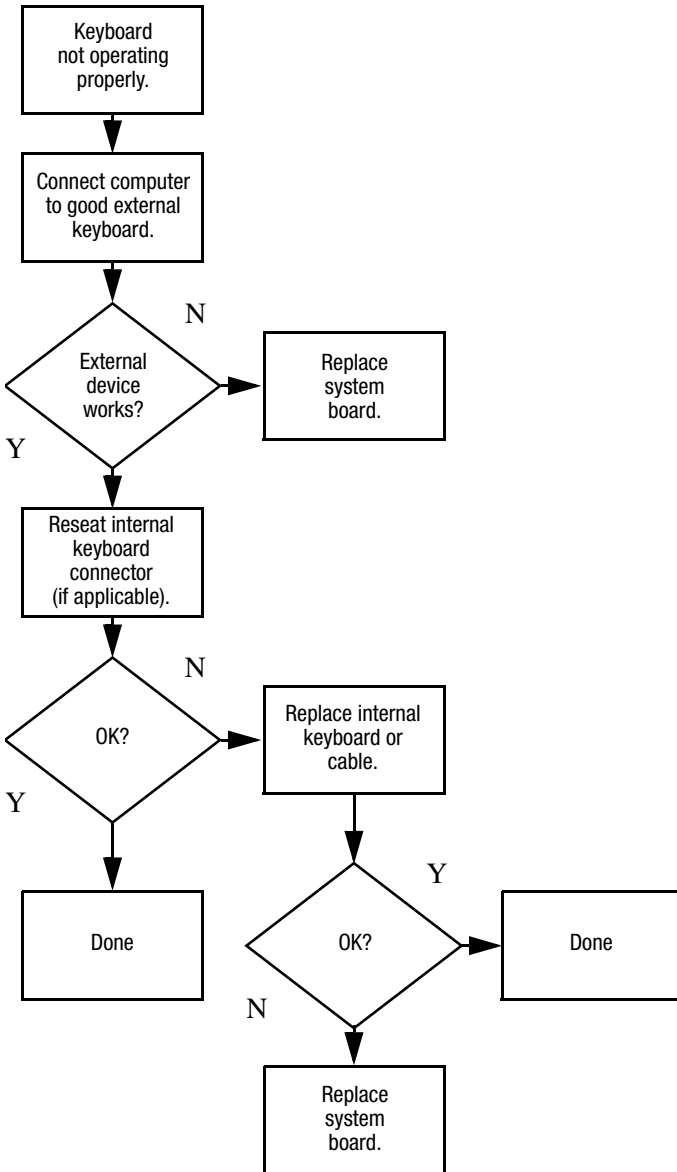 Keyboard
not operating
properly.
Connect computer
to good external
keyboard.
N
External
device
works?
Replace
system
board.
Y
Reseat internal
keyboard
connector
(if applicable).
N
OK?
Replace internal
keyboard or
cable.
Y
Y
Done
OK?
Done
N
Replace
system
board.